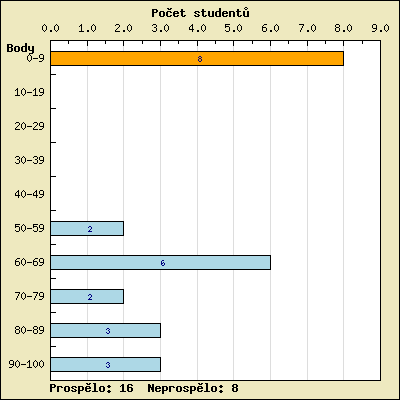 Počet studentů
0.0 1.0 2.0 3.0 4.0 5.0 6.0 7.0 8.0 9.0
Body
0-9 8
10-19
20-29
30-39
40-49
50-59 2
60-69 6
70-79 2
80-89 3
90-100 3
Prospělo: 16 Neprospělo: 8